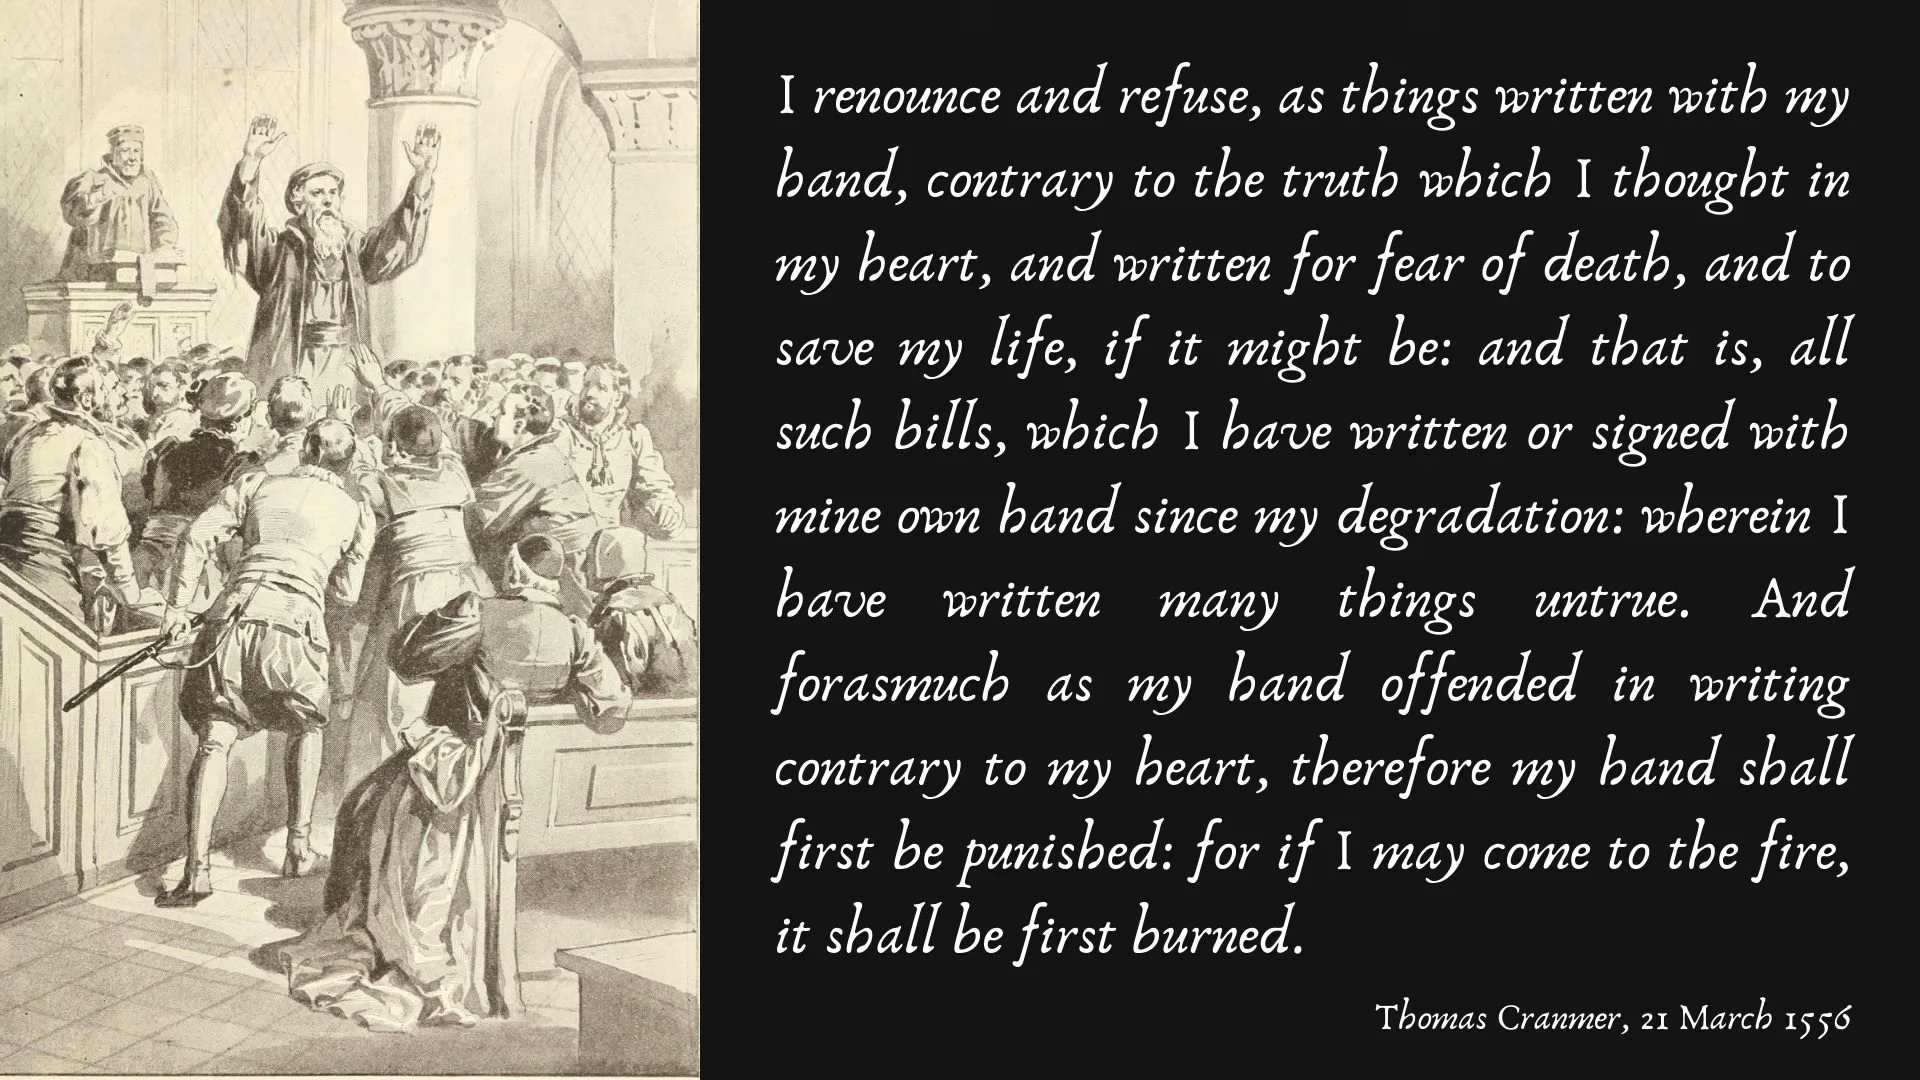 I renounce and refuse, as things written with my
hand, contrary to the truth which I thought in
my heart, and written for fear of death, and to
save my life, if it might be: and that is, all
such bills, which I have written or signed with
mine own hand since my degradation: wherein I
have written many things untrue. And
forasmuch as my hand offended in writing
contrary to my heart, therefore my hand shall
first be punished: for if I may come to the fire,
it shall be first burned.
Thomas Cranmer, 21 March 1556